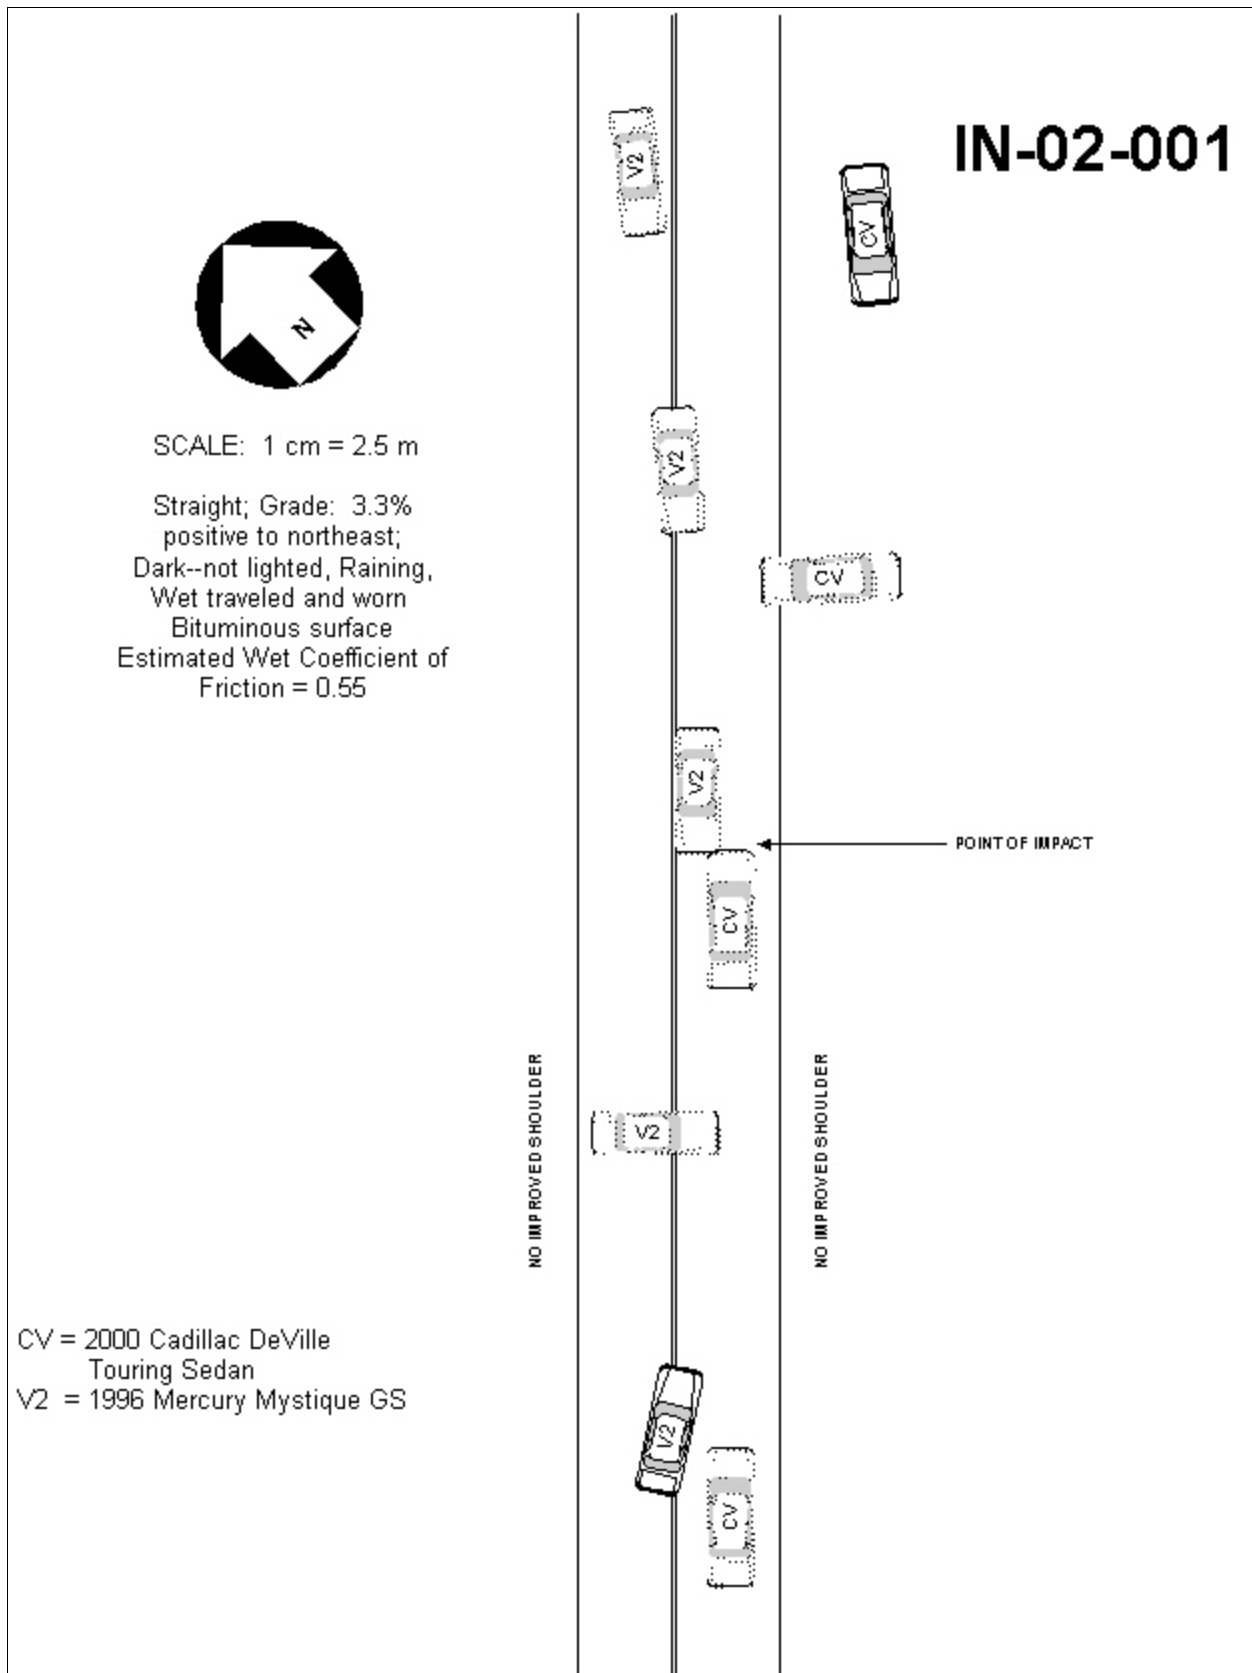 IN-02-001
V2
CV
N
SCALE: 1 cm = 2.5 m
V2
Straight; Grade: 3.3%
positive to northeast;
Dark--not lighted, Raining,
Wet traveled and worn
Bituminous surface
Estimated Wet Coefficient of
Friction = 0.55
CV
V2
POINT OF IMPACT
CV
NO IMPROVED SHOULDER
NO IMPROVED SHOULDER
V2
CV = 2000 Cadillac DeVille
Touring Sedan
V2 = 1996 Mercury Mystique GS
V2
CV